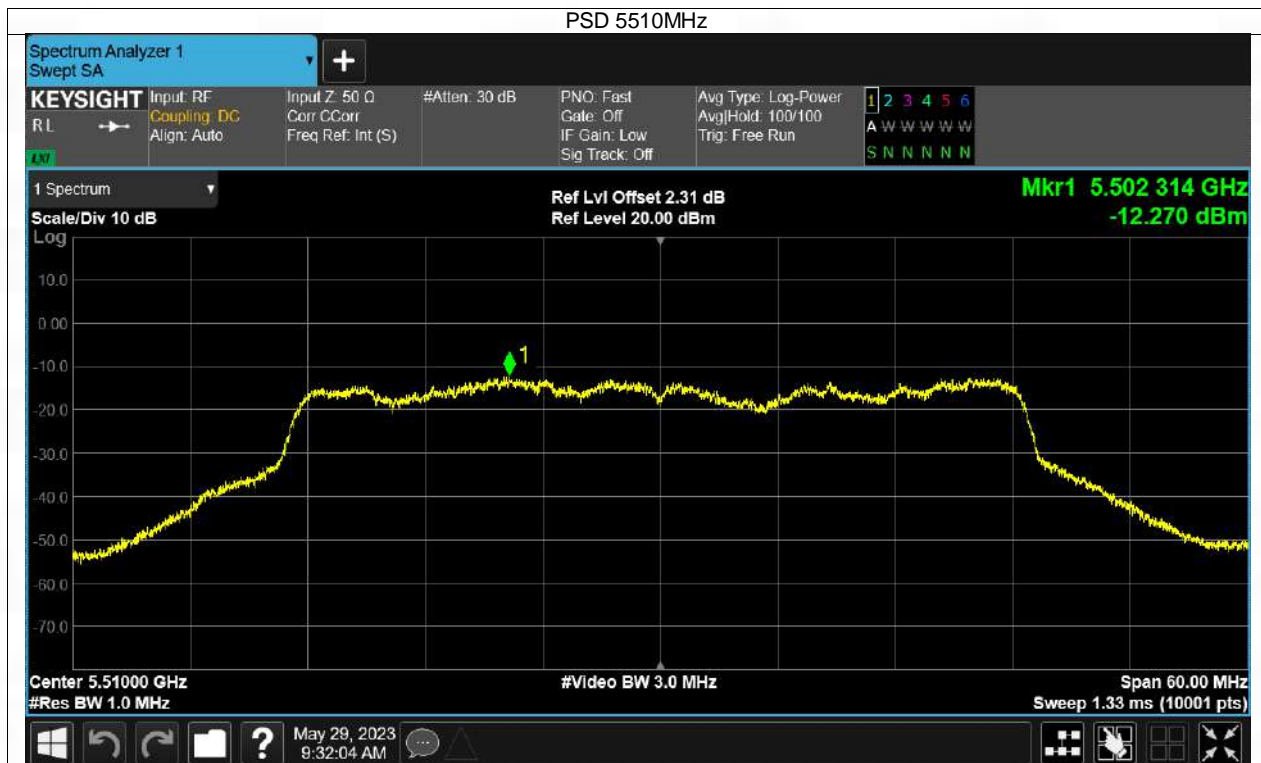 PSD 5510MHz
Spectrum Analyzer 1
Swept SA
KEYSIGHT
RL
LXI
Input: RF
Coupling: DC
Align: Auto
Input Z: 50 Ω
Corr CCorr
Freq Ref: Int (S)
#Atten: 30 dB
PNO: Fast
Gate: Off
IF Gain: Low
Sig Track: Off
Avg Type: Log-Power
Avg|Hold: 100/100
Trig: Free Run
1 2 3 4 5 6
A W W W W W
S N N N N N
1 Spectrum
Scale/Div 10 dB
Log
Ref Lvl Offset 2.31 dB
Ref Level 20.00 dBm
Mkr1 5.502 314 GHz
-12.270 dBm
10.0
0.00
-10.0
-20.0
-30.0
-40.0
-50.0
-60.0
-70.0
1
Center 5.51000 GHz
#Res BW 1.0 MHz
#Video BW 3.0 MHz
Span 60.00 MHz
Sweep 1.33 ms (10001 pts)
May 29, 2023
9:32:04 AM